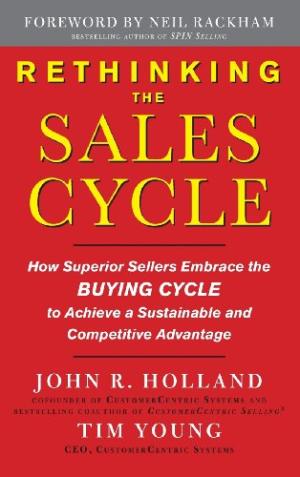 FOREWORD BY NEIL RACKHAM
BESTSELLING AUTHOR OF SPIN SELLING
RETHINKING
THE
SALES
CYCLE
How Superior Sellers Embrace the
BUYING CYCLE
to Achieve a Sustainable and
Competitive Advantage
JOHN R. HOLLAND
COFOUNDER OF CUSTOMERCENTRIC SYSTEMS AND
BESTSELLING COAUTHOR OF CUSTOMERCENTRIC SELLING®
TIM YOUNG
CEO, CUSTOMERCENTRIC SYSTEMS